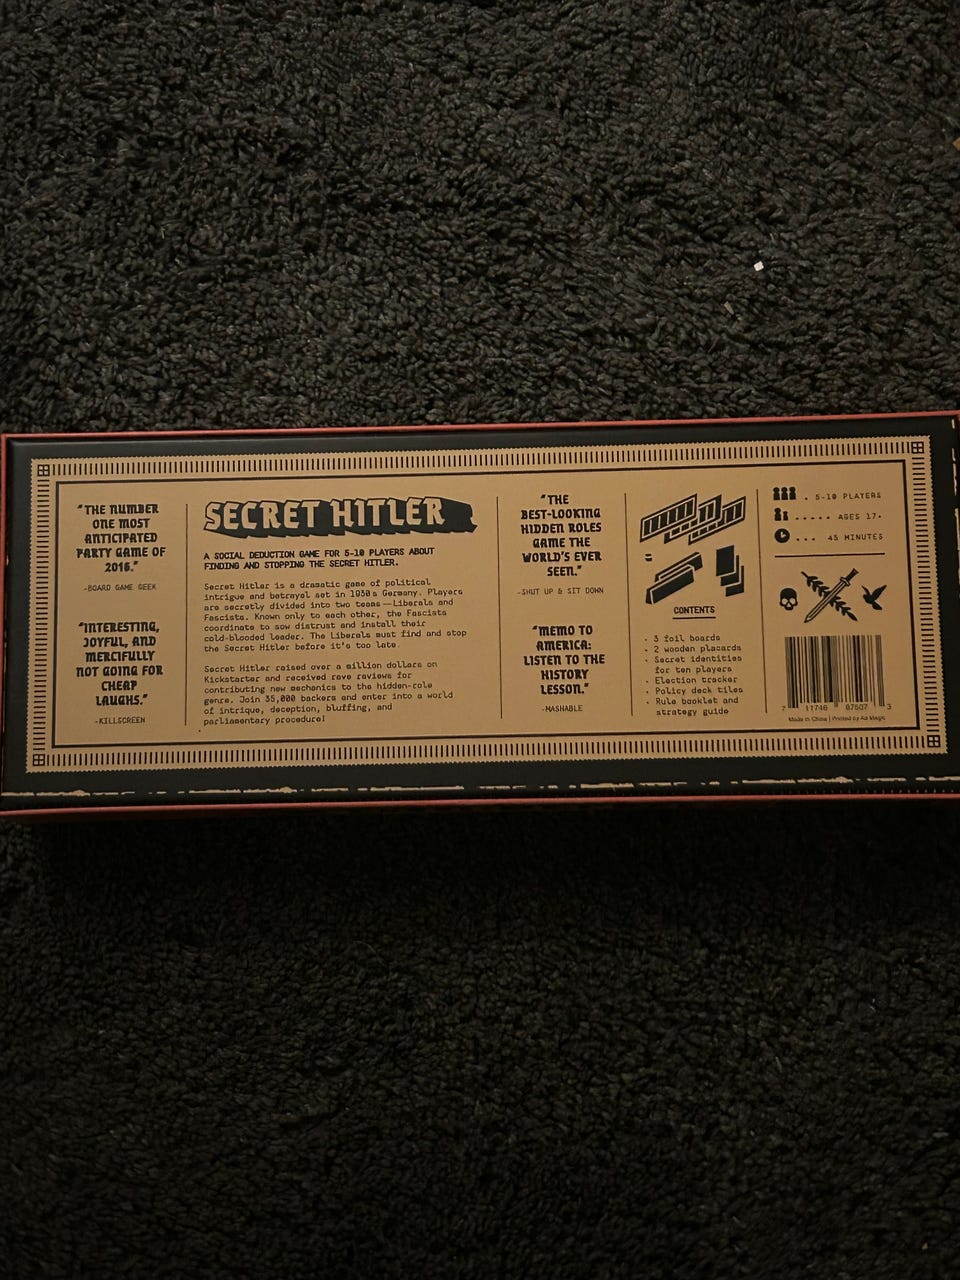 "THE NUMBER
ONE MOST
ANTICIPATED
PARTY GAME OF
2016."
-BOARD GAME GEEK
"INTERESTING,
JOYFUL, AND
MERCIFULLY
NOT GOING FOR
CHEAP
LAUGHS."
-KILLSCREEN
SECRET HITLER
A SOCIAL DEDUCTION GAME FOR 5-10 PLAYERS ABOUT
FINDING AND STOPPING THE SECRET HITLER.
Secret Hitler is a dramatic game of political
intrigue and betrayal set in 1930s Germany. Players
are secretly divided into two teams—Liberals and
Fascists. Known only to each other, the Fascists
coordinate to sow distrust and install their
cold-blooded leader. The Liberals must find and stop
the Secret Hitler before it's too late.
Secret Hitler raised over a million dollars on
Kickstarter and received rave reviews for
contributing new mechanics to the hidden-role
genre. Join 35,000 backers and enter into a world
of intrigue, deception, bluffing, and
parliamentary procedure!
"THE
BEST-LOOKING
HIDDEN ROLES
GAME THE
WORLD'S EVER
SEEN."
-SHUT UP & SIT DOWN
"MEMO TO
AMERICA:
LISTEN TO THE
HISTORY
LESSON."
-MASHABLE
CONTENTS
· 3 foil boards
· 2 wooden placards
· Secret identities
for ten players
· Election tracker
· Policy deck tiles
· Rule booklet and
strategy guide
. 5-10 PLAYERS
..... AGES 17+
... 45 MINUTES
7 11746 87507 3
Made in China | Printed by Ad Magic